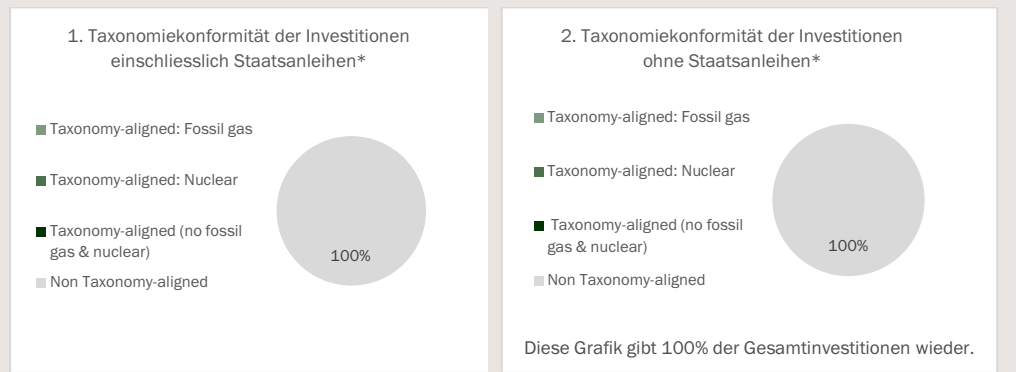 1. Taxonomiekonformität der Investitionen
einschliesslich Staatsanleihen*
Taxonomy-aligned: Fossil gas
Taxonomy-aligned: Nuclear
Taxonomy-aligned (no fossil
gas & nuclear)
Non Taxonomy-aligned
100%
2. Taxonomiekonformität der Investitionen
ohne Staatsanleihen*
Taxonomy-aligned: Fossil gas
Taxonomy-aligned: Nuclear
Taxonomy-aligned (no fossil
gas & nuclear)
Non Taxonomy-aligned
100%
Diese Grafik gibt 100% der Gesamtinvestitionen wieder.